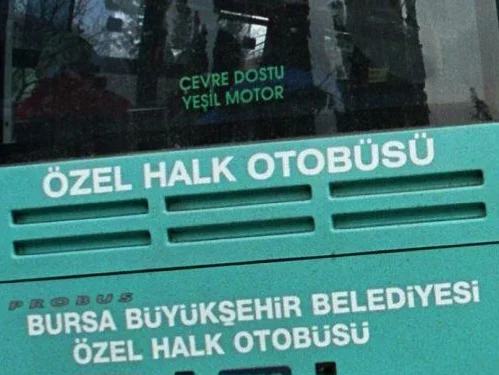 ÇEVRE DOSTU
YEŞİL MOTOR
ÖZEL HALK OTOBÜSÜ
PROBUS
BURSA BÜYÜKŞEHİR BELEDİYESİ
ÖZEL HALK OTOBÜSÜ